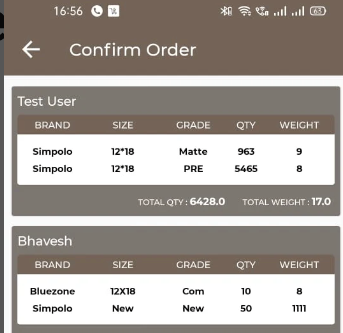 16:56
Confirm Order
Test User
BRAND SIZE GRADE QTY WEIGHT
Simpolo 12*18 Matte 963 9
Simpolo 12*18 PRE 5465 8
TOTAL QTY : 6428.0 TOTAL WEIGHT : 17.0
Bhavesh
BRAND SIZE GRADE QTY WEIGHT
Bluezone 12X18 Com 10 8
Simpolo New New 50 1111